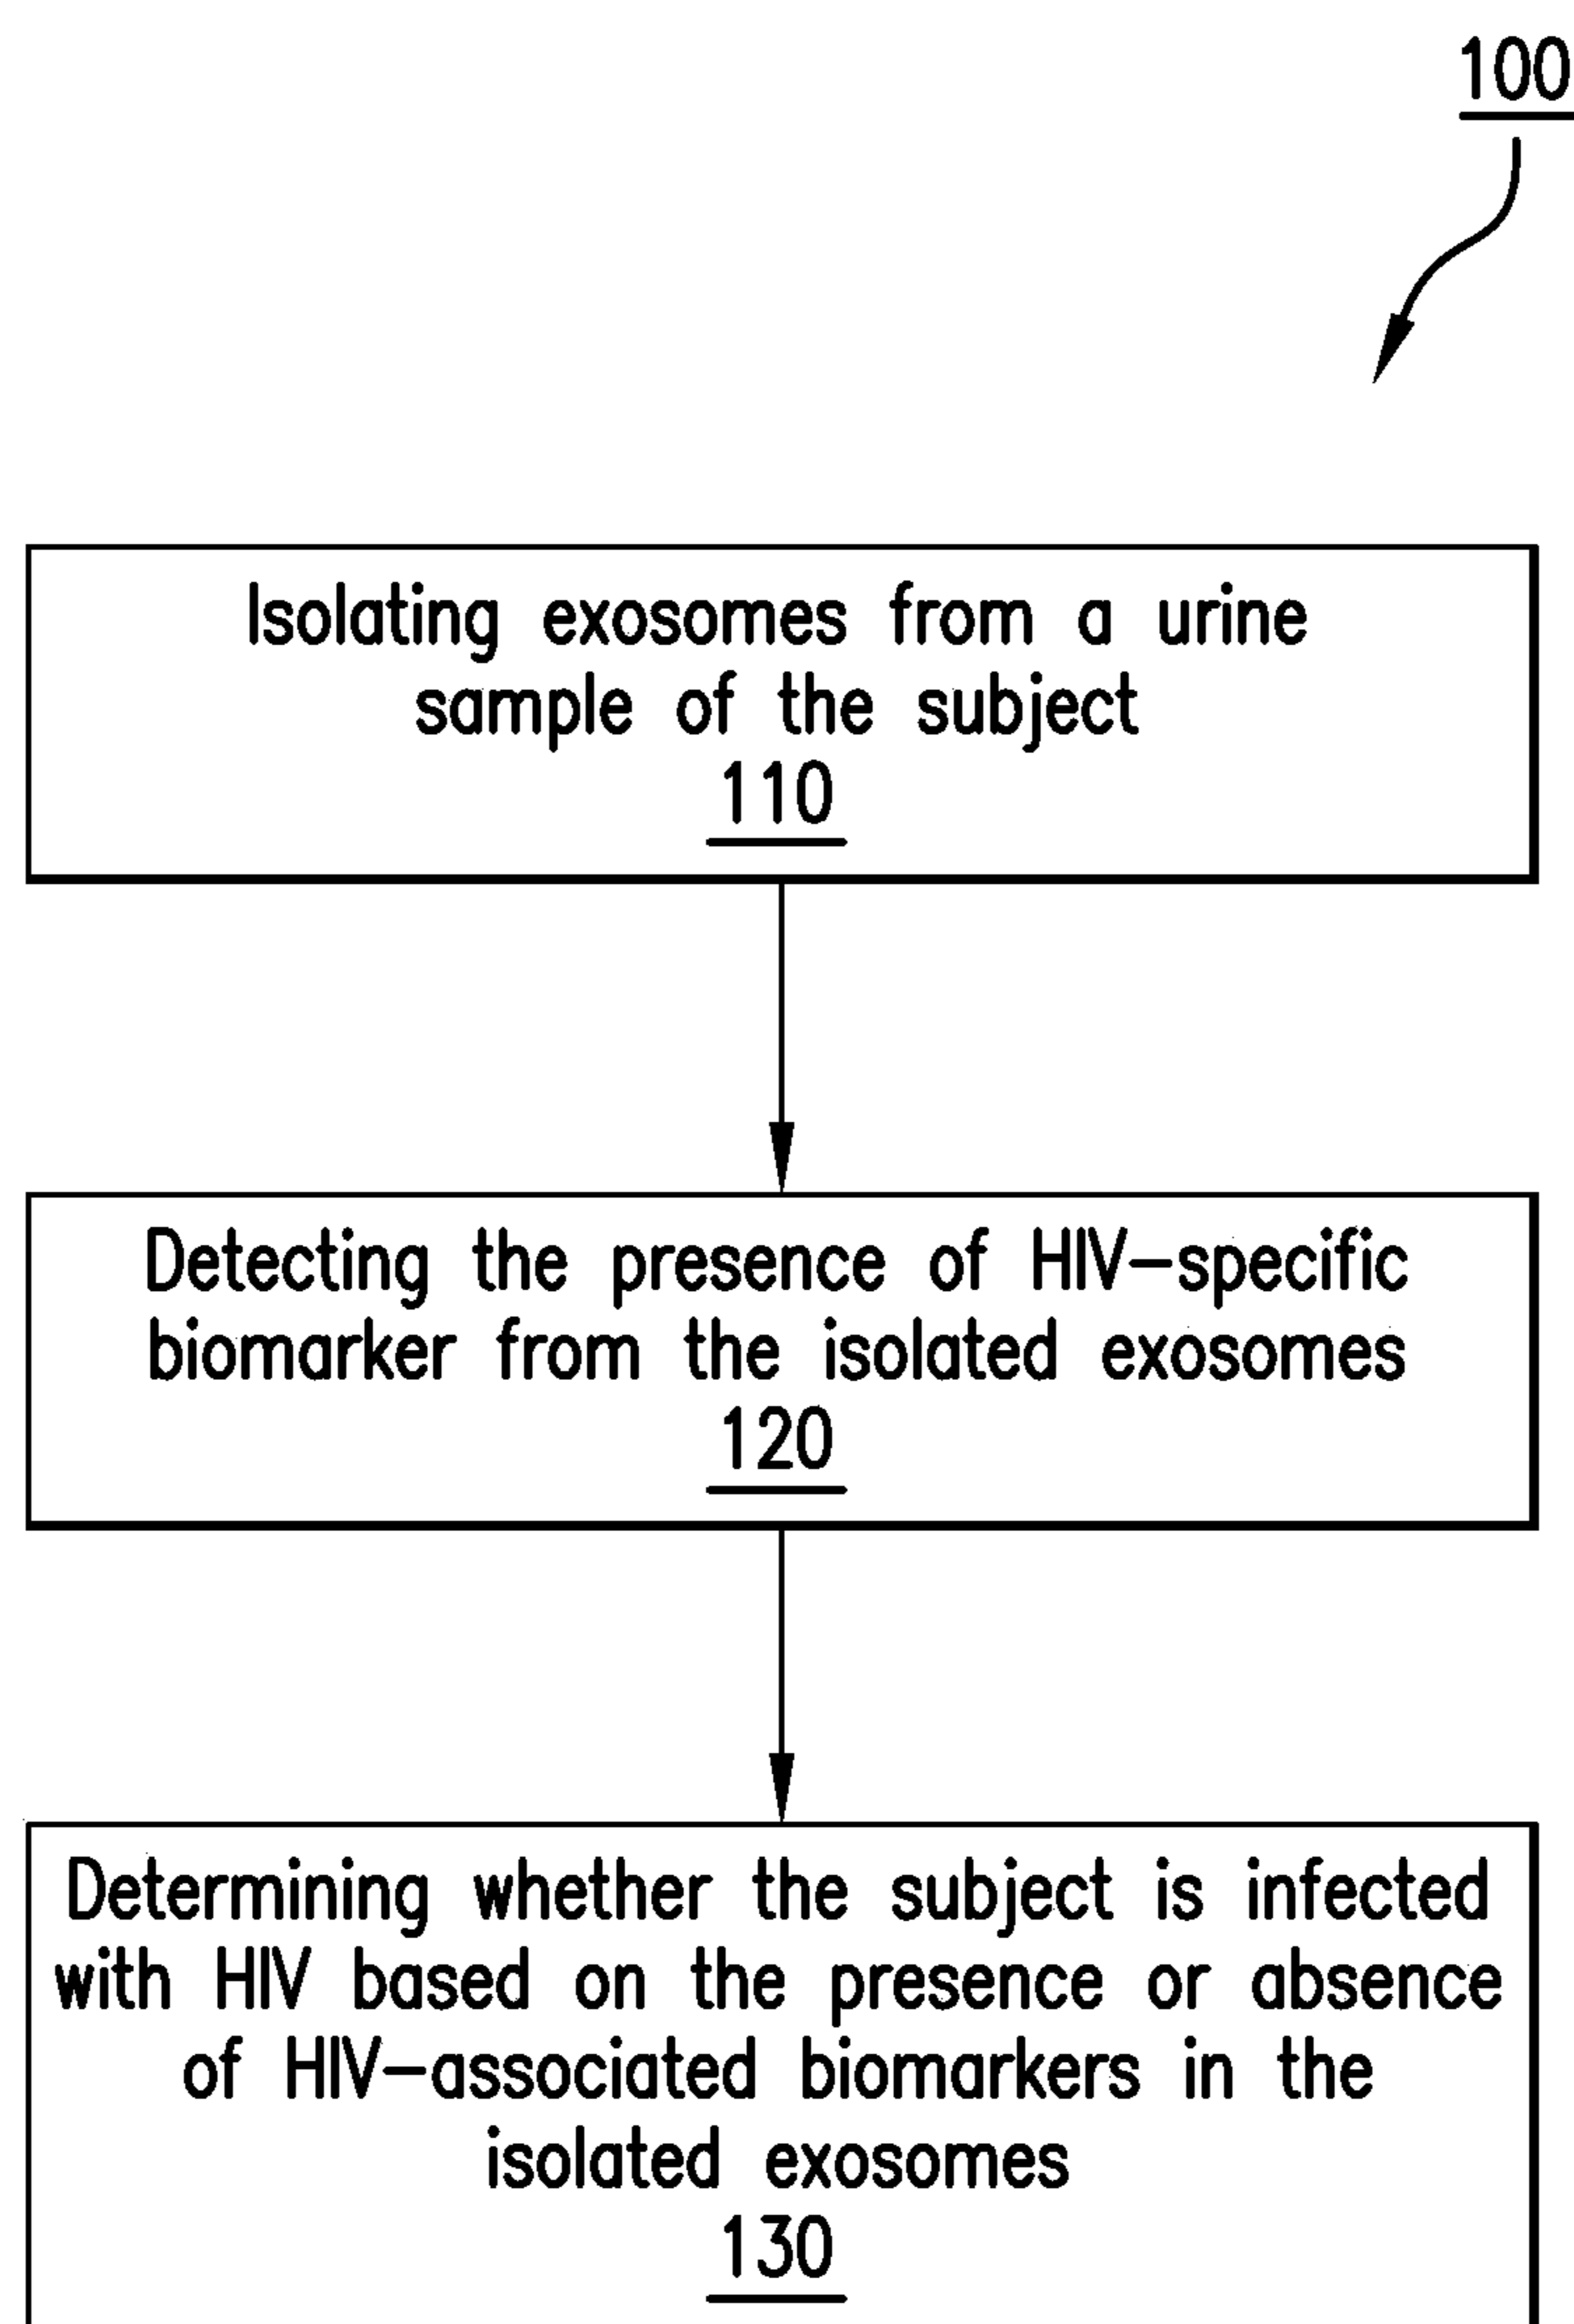 100
Isolating exosomes from a urine
sample of the subject
110
Detecting the presence of HIV-specific
biomarker from the isolated exosomes
120
Determining whether the subject is infected
with HIV based on the presence or absence
of HIV-associated biomarkers in the
isolated exosomes
130